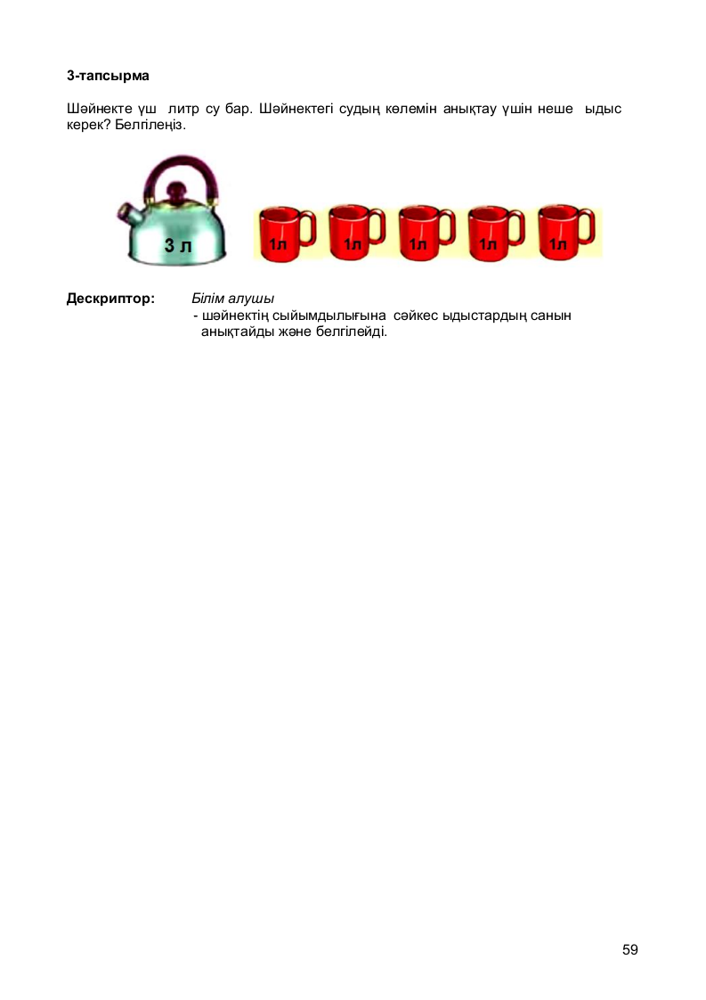 3-тапсырма
Шәйнекте үш литр су бар. Шәйнектегі судың көлемін анықтау үшін неше ыдыс
керек? Белгілеңіз.
3 л
1л 1л 1л 1л 1л
Дескриптор: Білім алушы
- шәйнектің сыйымдылығына сәйкес ыдыстардың санын
анықтайды және белгілейді.
59